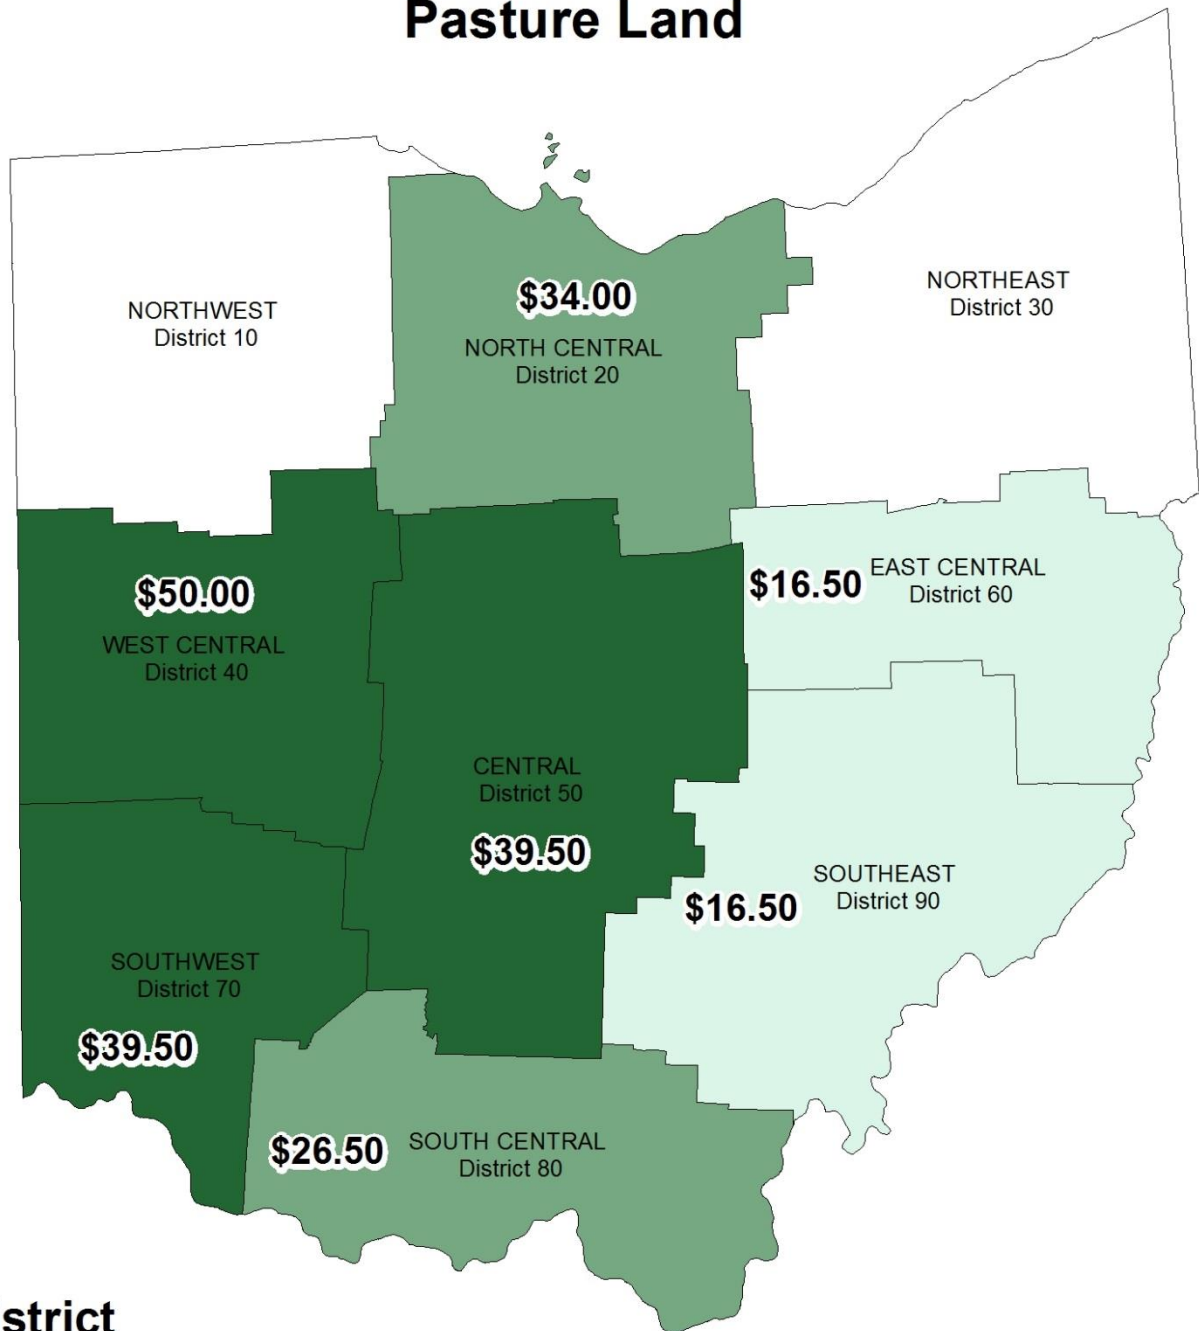 Pasture Land
NORTHWEST
District 10
$34.00
NORTH CENTRAL
District 20
NORTHEAST
District 30
$50.00
WEST CENTRAL
District 40
$16.50
EAST CENTRAL
District 60
CENTRAL
District 50
$39.50
SOUTHEAST
District 90
$16.50
SOUTHWEST
District 70
$39.50
$26.50
SOUTH CENTRAL
District 80
strict